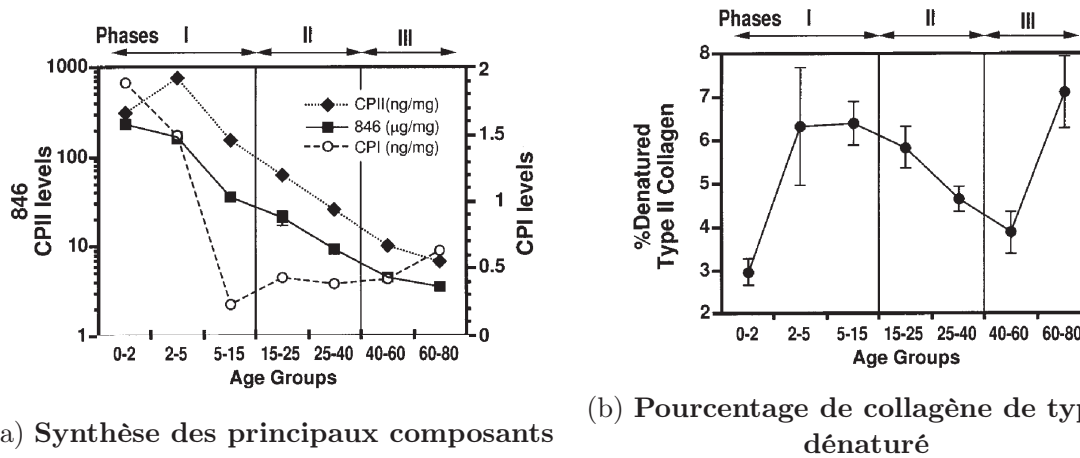 Phases I II III
1000
100
10
1
846
CPII levels
2
1.5
1
0.5
0
CPI levels
CPII(ng/mg)
846 (µg/mg)
CPI (ng/mg)
0-2 2-5 5-15 15-25 25-40 40-60 60-80
Age Groups
a) Synthèse des principaux composants
Phases I II III
8
7
6
5
4
3
2
%Denatured
Type II Collagen
0-2 2-5 5-15 15-25 25-40 40-60 60-80
Age Groups
(b) Pourcentage de collagène de typ
dénaturé